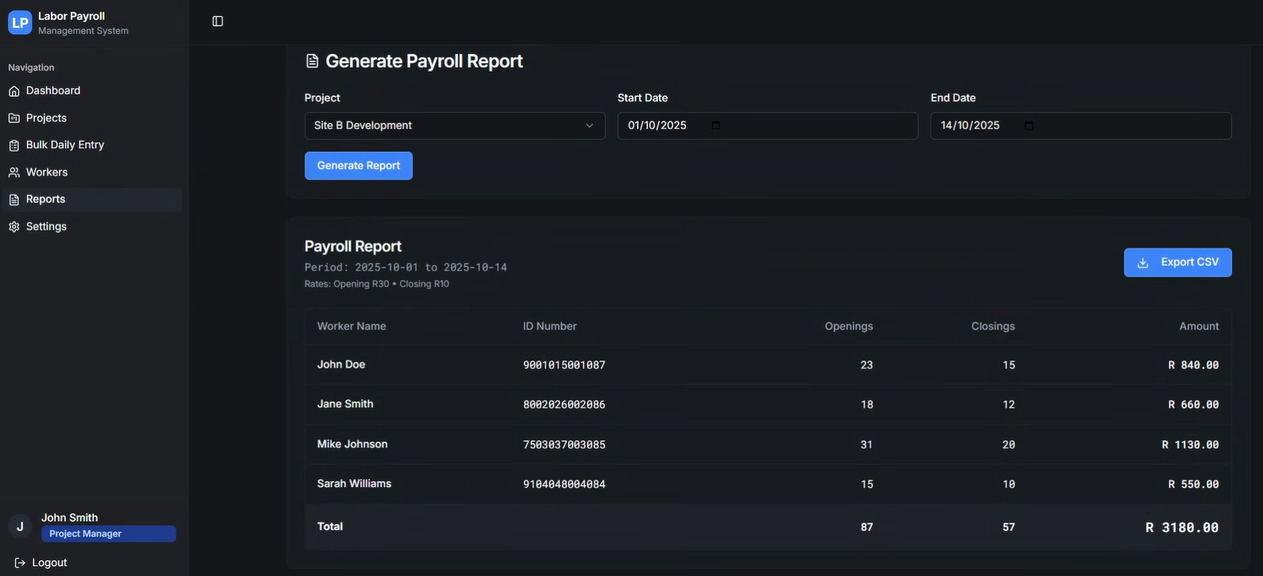 LP
Labor Payroll
Management System
Navigation
Dashboard
Projects
Bulk Daily Entry
Workers
Reports
Settings
J
John Smith
Project Manager
Logout
Generate Payroll Report
Project Start Date End Date
Site B Development 01/10/2025 14/10/2025
Generate Report
Payroll Report
Period: 2025-10-01 to 2025-10-14
Rates: Opening R30 • Closing R10
Export CSV
Worker Name ID Number Openings Closings Amount
John Doe 9001015001087 23 15 R 840.00
Jane Smith 8002026002086 18 12 R 660.00
Mike Johnson 7503037003085 31 20 R 1130.00
Sarah Williams 9104048004084 15 10 R 550.00
Total 87 57 R 3180.00